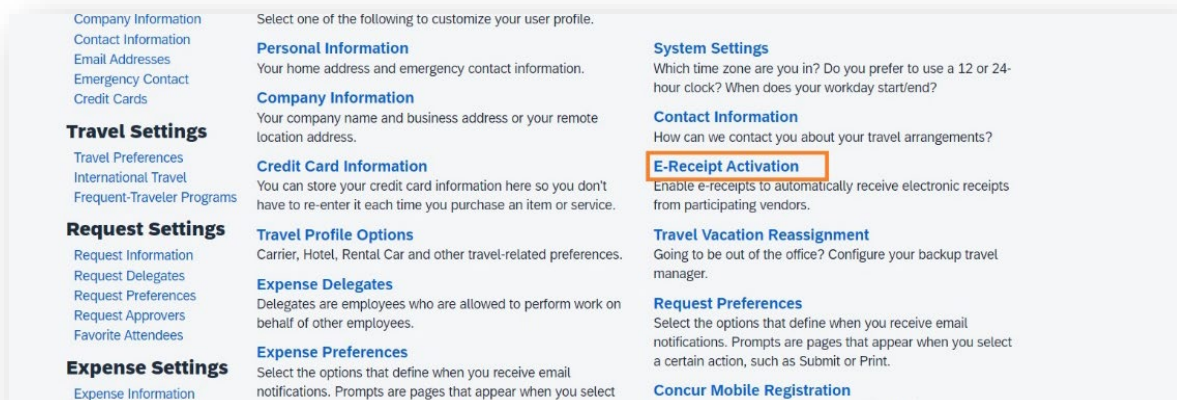 Company Information
Contact Information
Email Addresses
Emergency Contact
Credit Cards
Travel Settings
Travel Preferences
International Travel
Frequent-Traveler Programs
Request Settings
Request Information
Request Delegates
Request Preferences
Request Approvers
Favorite Attendees
Expense Settings
Expense Information
Select one of the following to customize your user profile.
Personal Information
Your home address and emergency contact information.
Company Information
Your company name and business address or your remote
location address.
Credit Card Information
You can store your credit card information here so you don't
have to re-enter it each time you purchase an item or service.
Travel Profile Options
Carrier, Hotel, Rental Car and other travel-related preferences.
Expense Delegates
Delegates are employees who are allowed to perform work on
behalf of other employees.
Expense Preferences
Select the options that define when you receive email
notifications. Prompts are pages that appear when you select
System Settings
Which time zone are you in? Do you prefer to use a 12 or 24-
hour clock? When does your workday start/end?
Contact Information
How can we contact you about your travel arrangements?
E-Receipt Activation
Enable e-receipts to automatically receive electronic receipts
from participating vendors.
Travel Vacation Reassignment
Going to be out of the office? Configure your backup travel
manager.
Request Preferences
Select the options that define when you receive email
notifications. Prompts are pages that appear when you select
a certain action, such as Submit or Print.
Concur Mobile Registration